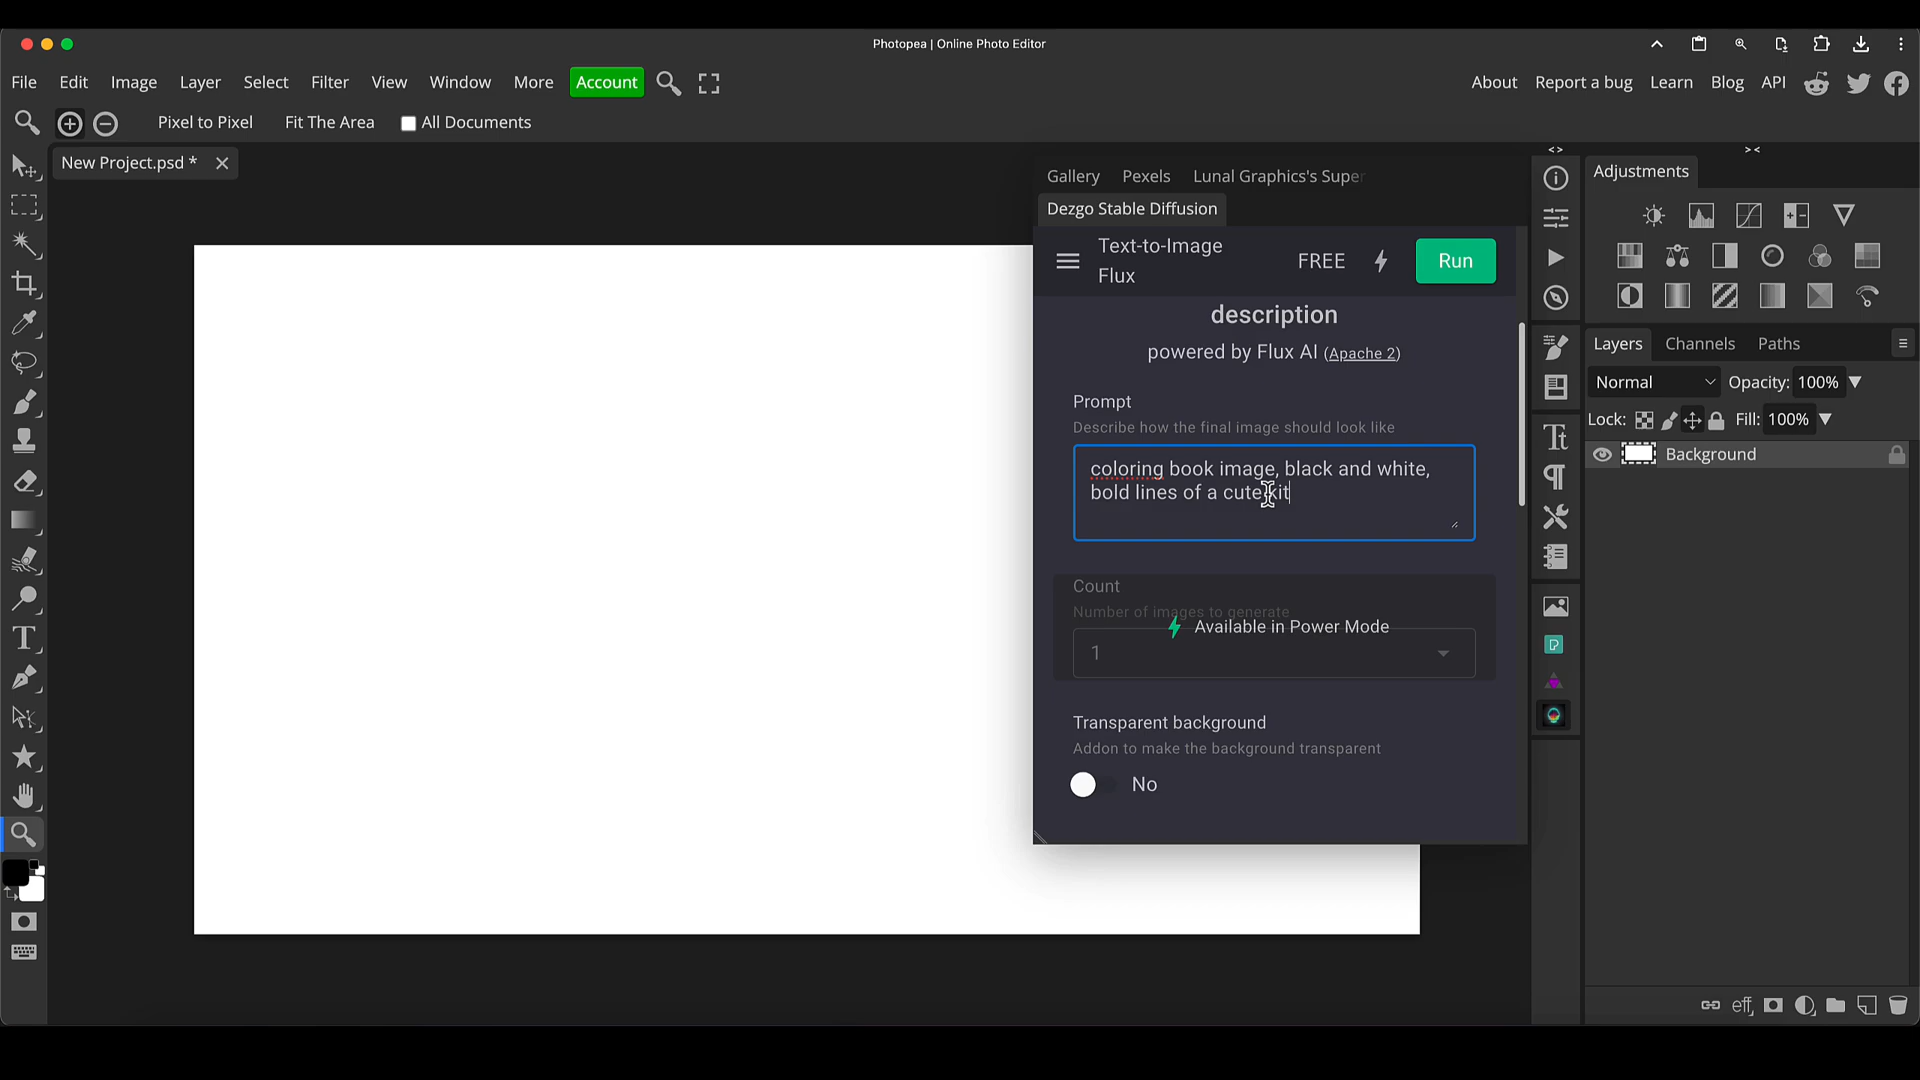 Photopea | Online Photo Editor
File Edit Image Layer Select Filter View Window More Account
About Report a bug Learn Blog API
Pixel to Pixel Fit The Area All Documents
New Project.psd *
Gallery Pexels Lunal Graphics's Super
Dezgo Stable Diffusion
Text-to-Image
Flux
FREE
Run
description
powered by Flux AI (Apache 2)
Prompt
Describe how the final image should look like
coloring book image, black and white,
bold lines of a cute kit
Count
Number of images to generate
Available in Power Mode
1
Transparent background
Addon to make the background transparent
No
Adjustments
Layers Channels Paths
Normal Opacity: 100%
Lock: Fill: 100%
Background
eff